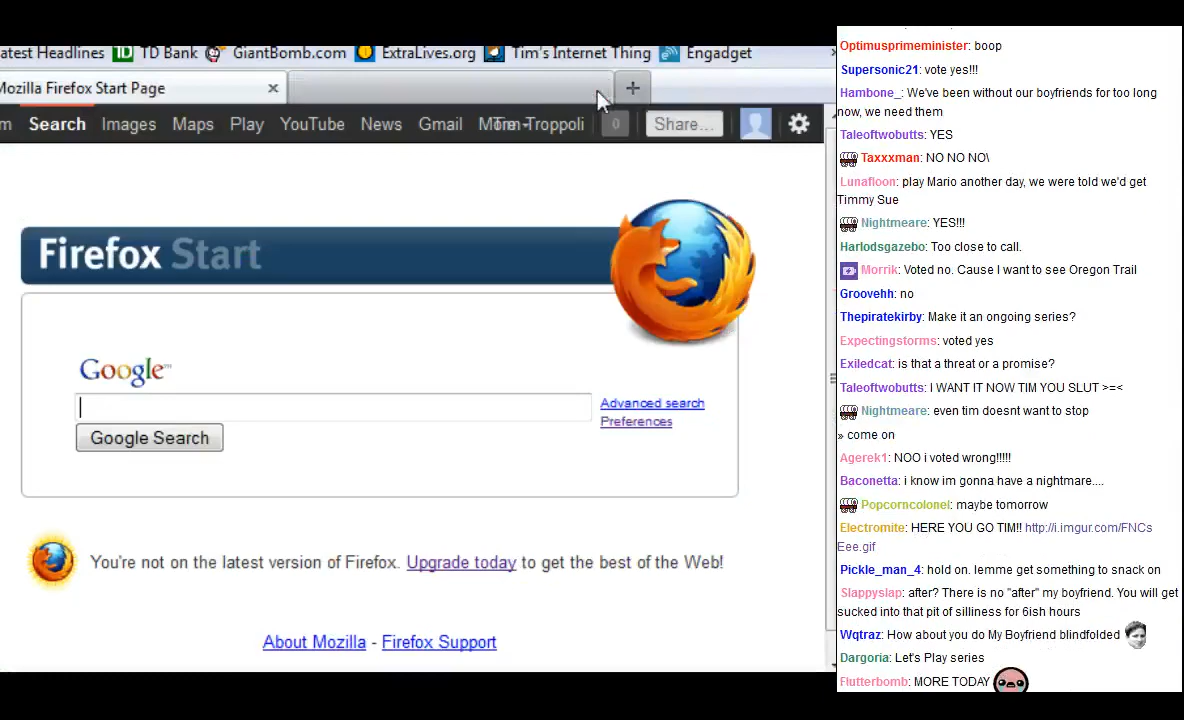 atest Headlines TD Bank GiantBomb.com ExtraLives.org Tim's Internet Thing Engadget
Mozilla Firefox Start Page
m Search Images Maps Play YouTube News Gmail More Tim Troppoli 0 Share...
Firefox Start
Google™
Advanced search
Preferences
Google Search
You're not on the latest version of Firefox. Upgrade today to get the best of the Web!
About Mozilla - Firefox Support
Optimusprimeminister: boop
Supersonic21: vote yes!!!
Hambone_: We've been without our boyfriends for too long
now, we need them
Taleoftwobutts: YES
Taxxxman: NO NO NO\
Lunafloon: play Mario another day, we were told we'd get
Timmy Sue
Nightmeare: YES!!!
Harlodsgazebo: Too close to call.
Morrik: Voted no. Cause I want to see Oregon Trail
Groovehh: no
Thepiratekirby: Make it an ongoing series?
Expectingstorms: voted yes
Exiledcat: is that a threat or a promise?
Taleoftwobutts: I WANT IT NOW TIM YOU SLUT >=<
Nightmeare: even tim doesnt want to stop
» come on
Agerek1: NOO i voted wrong!!!!!
Baconetta: i know im gonna have a nightmare....
Popcorncolonel: maybe tomorrow
Electromite: HERE YOU GO TIM!! http://i.imgur.com/FNCs
Eee.gif
Pickle_man_4: hold on. lemme get something to snack on
Slappyslap: after? There is no "after" my boyfriend. You will get
sucked into that pit of silliness for 6ish hours
Wqtraz: How about you do My Boyfriend blindfolded
Dargoria: Let's Play series
Flutterbomb: MORE TODAY